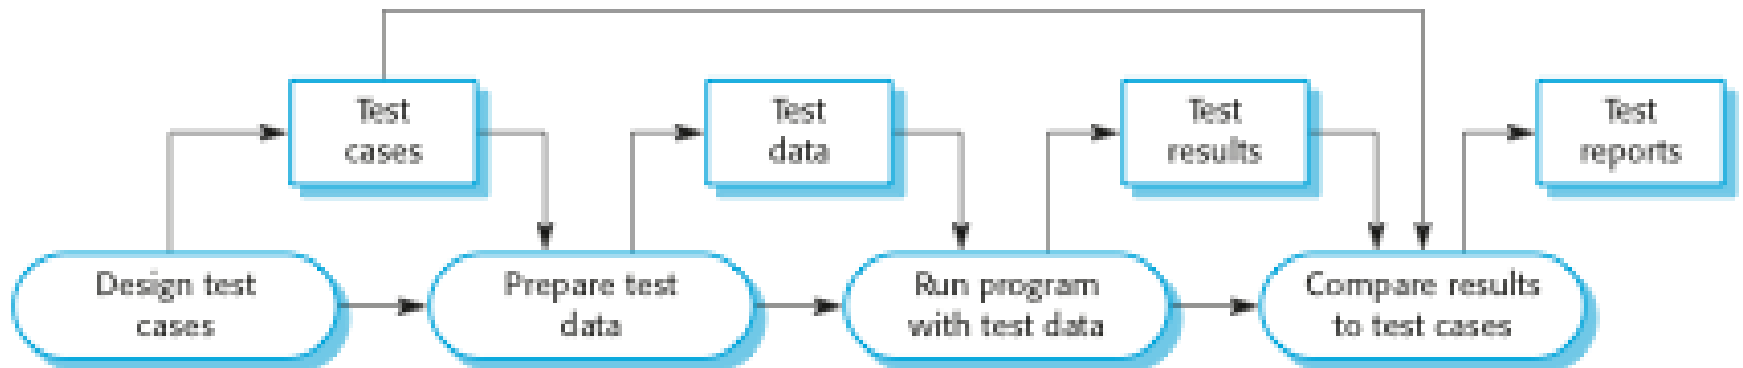 Test
cases
Test
data
Test
results
Test
reports
Design test
cases
Prepare test
data
Run program
with test data
Compare results
to test cases